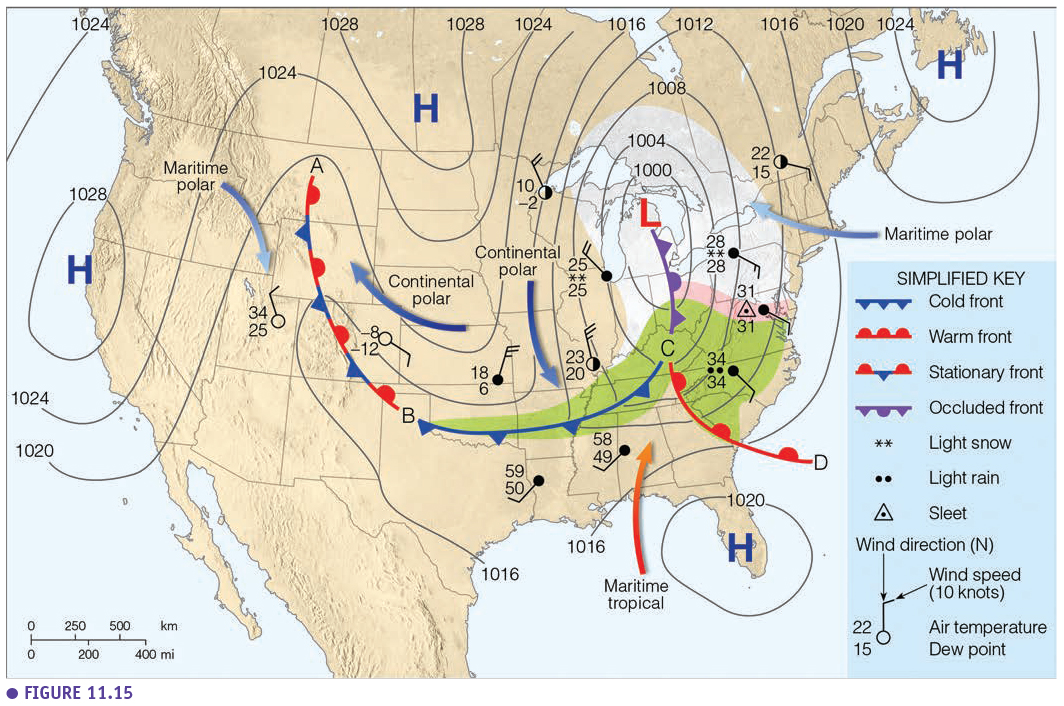 1024
1028
1028
1024
1016
1012
1016
1020
1024
H
1024
H
1008
1004
1000
A
Maritime
polar
22
15
10
-2
1028
L
H
Continental
polar
Maritime polar
28
**
28
25
**
25
Continental
polar
31
31
34
25
-8
-12
C
34
34
23
20
18
6
1024
B
1020
58
49
59
50
D
1020
H
1016
1016
Maritime
tropical
SIMPLIFIED KEY
Cold front
Warm front
Stationary front
Occluded front
** Light snow
•• Light rain
Sleet
Wind direction (N)
Wind speed
(10 knots)
22
15
Air temperature
Dew point
0 250 500 km
0 200 400 mi
● FIGURE 11.15